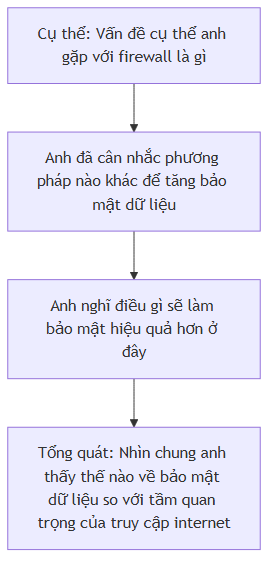 Cụ thể: Vấn đề cụ thể anh
gặp với firewall là gì
Anh đã cân nhắc phương
pháp nào khác để tăng bảo
mật dữ liệu
Anh nghĩ điều gì sẽ làm
bảo mật hiệu quả hơn ở
đây
Tổng quát: Nhìn chung anh
thấy thế nào về bảo mật
dữ liệu so với tầm quan
trọng của truy cập internet